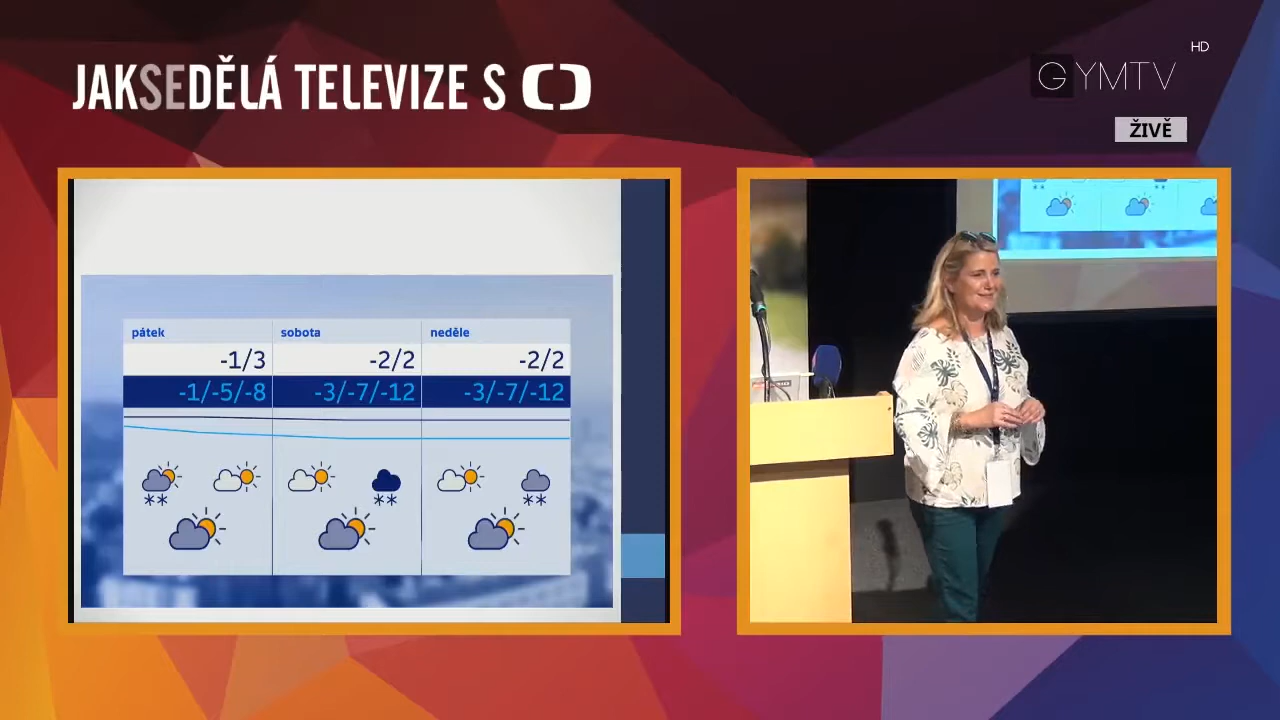 JAKSEDĚLÁ TELEVIZE S
HD
GYMTV
ŽIVĚ
pátek sobota neděle
-1/3 -2/2 -2/2
-1/-5/-8 -3/-7/-12 -3/-7/-12